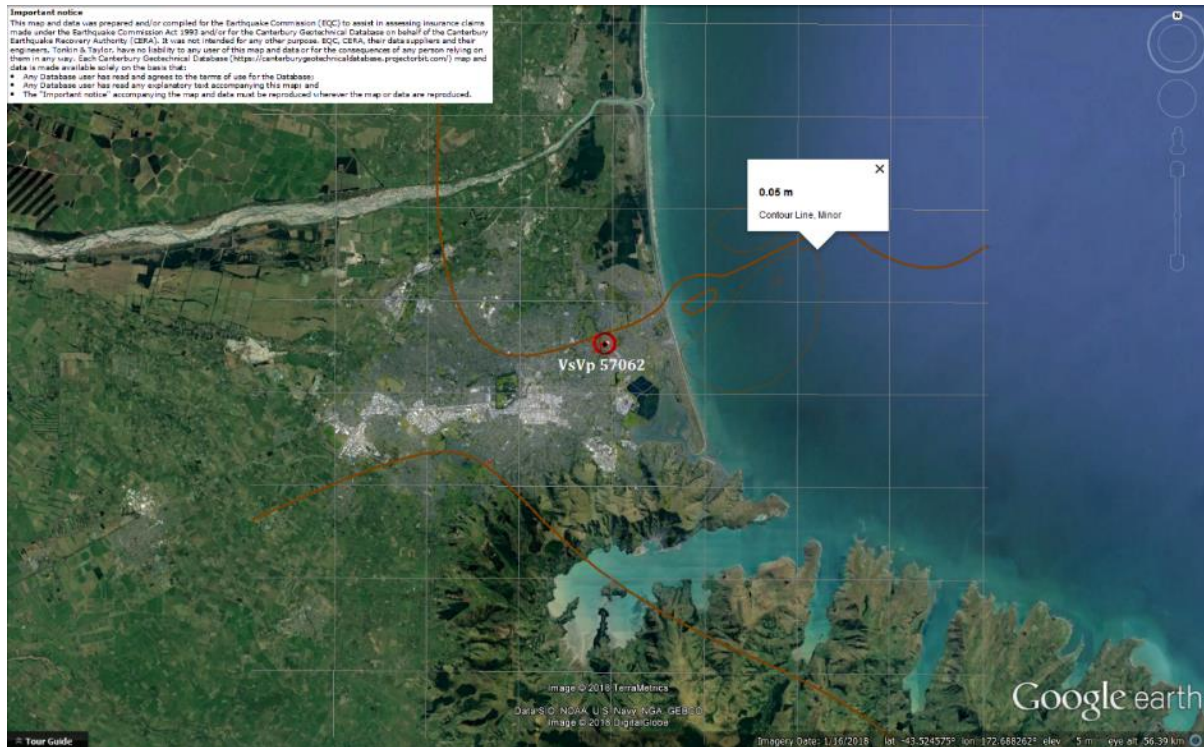 Important notice
This map and data was prepared and/or compiled for the Earthquake Commission (EQC) to assist in assessing insurance claims
made under the Earthquake Commission Act 1993 and/or for the Canterbury Geotechnical Database on behalf of the Canterbury
Earthquake Recovery Authority (CERA). It was not intended for any other purpose. EQC, CERA, their data suppliers and their
engineers, Tonkin & Taylor, have no liability to any user of this map and data or for the consequences of any person relying on
them in any way. Each Canterbury Geotechnical Database (https://canterburygeotechnicaldatabase.projectorbit.com/) map and
data is made available solely on the basis that:
• Any Database user has read and agrees to the terms of use for the Database;
• Any Database user has read any explanatory text accompanying this map; and
• The "Important notice" accompanying the map and data must be reproduced wherever the map or data are reproduced.
N
0.05 m
Contour Line, Minor
VsVp 57062
Image © 2018 TerraMetrics
Data SIO, NOAA, U.S. Navy, NGA, GEBCO
Image © 2018 DigitalGlobe
Google earth
Tour Guide
Imagery Date: 1/16/2018 lat -43.524575° lon 172.688262° elev 5 m eye alt 56.39 km